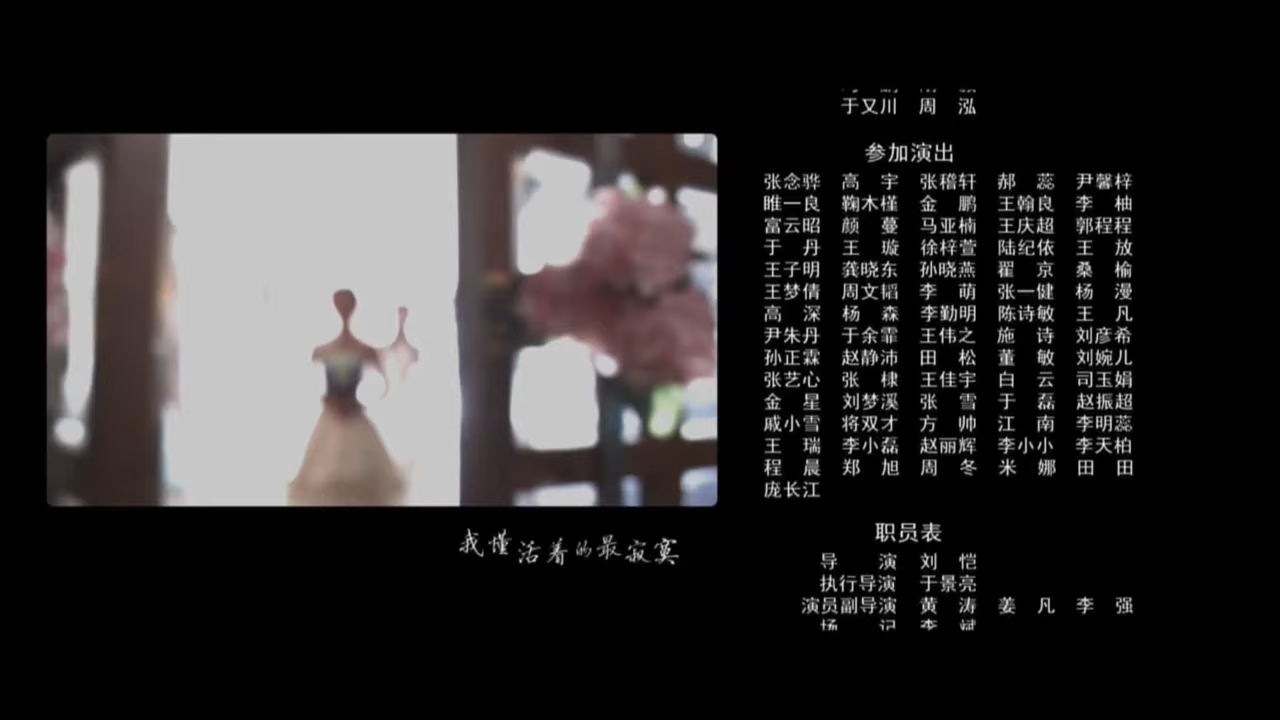 我懂活着的最寂寞
于又川 周泓
参加演出
张念骅 高宇 张稽轩 郝蕊 尹馨梓
睢一良 鞠木槿 金鹏 王翰良 李柚
富云昭 颜蔓 马亚楠 王庆超 郭程程
于丹 王璇 徐梓萱 陆纪依 王放
王子明 龚晓东 孙晓燕 翟京 桑榆
王梦倩 周文韬 李萌 张一健 杨漫
高深 杨森 李勤明 陈诗敏 王凡
尹朱丹 于余霏 王伟之 施诗 刘彦希
孙正霖 赵静沛 田松 董敏 刘婉儿
张艺心 张棣 王佳宇 白云 司玉娟
金星 刘梦溪 张雪 于磊 赵振超
戚小雪 将双才 方帅 江南 李明蕊
王瑞 李小磊 赵丽辉 李小小 李天柏
程晨 郑旭 周冬 米娜 田田
庞长江
职员表
导演 刘恺
执行导演 于景亮
演员副导演 黄涛 姜凡 李强
场记 李斌